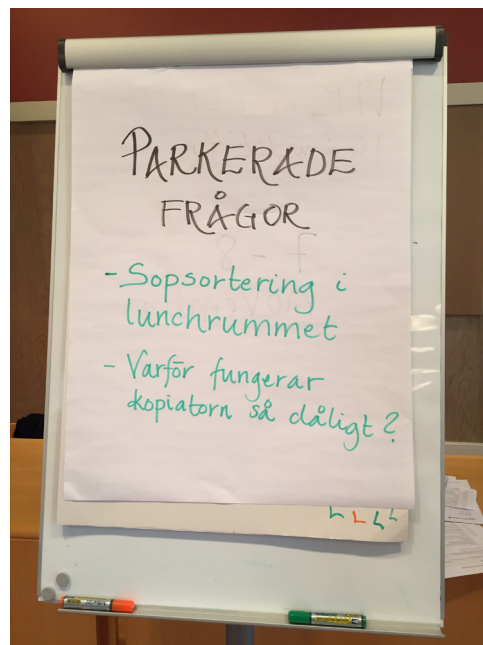 PARKERADE
FRÅGOR
- Sopsortering i
lunchrummet
- Varför fungerar
kopiatorn så dåligt?